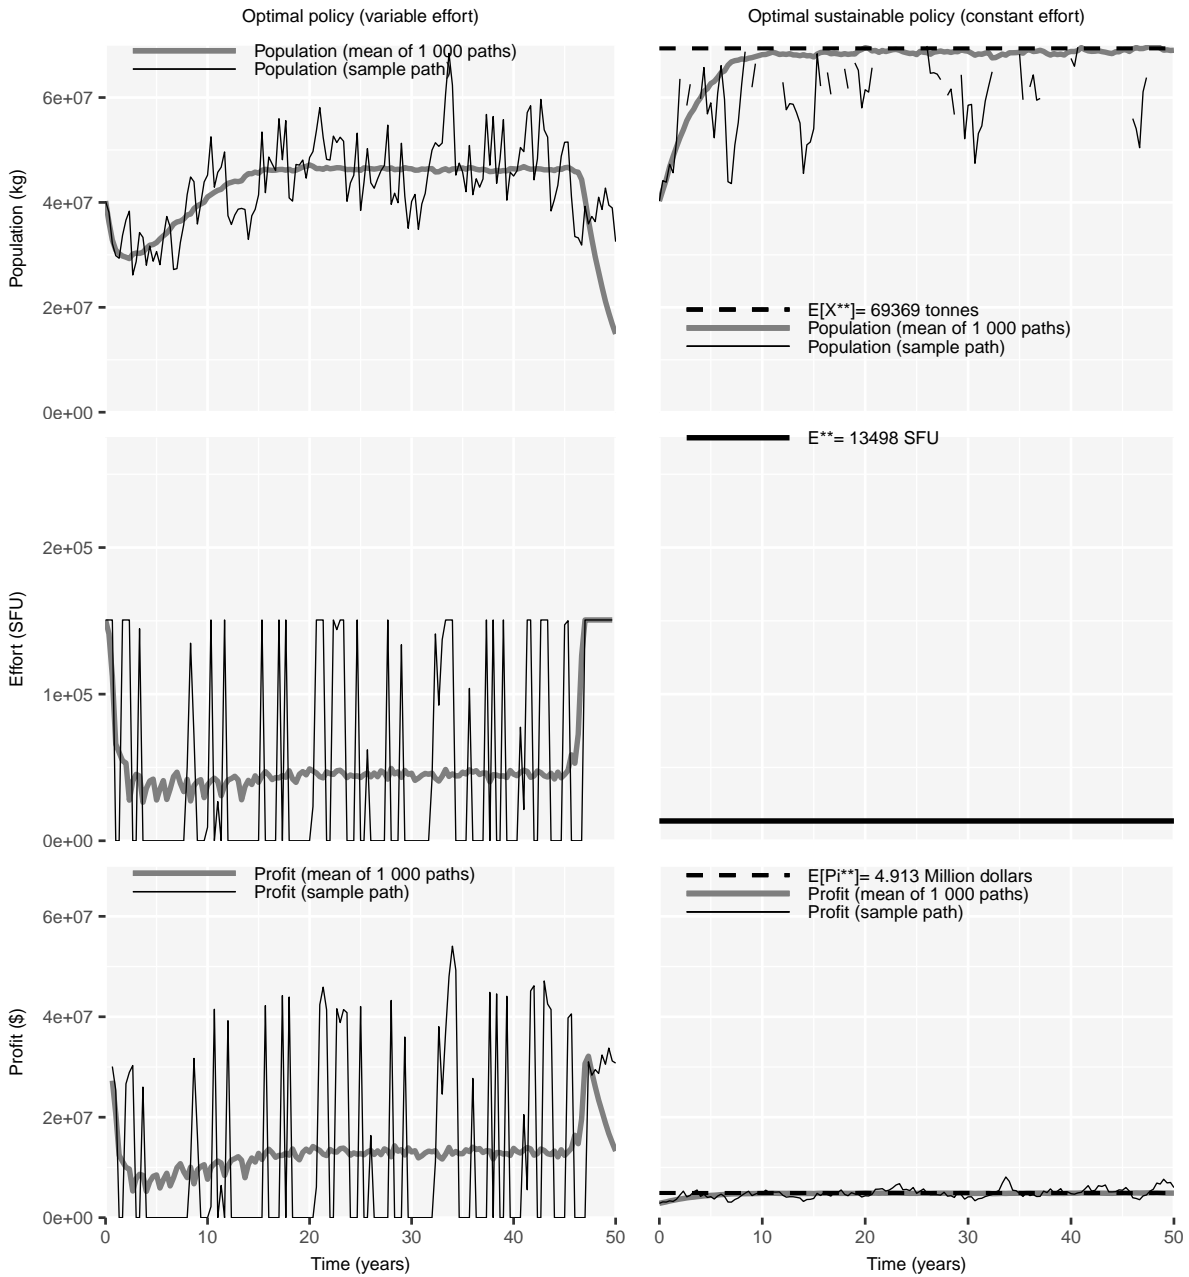 Optimal policy (variable effort)
Optimal sustainable policy (constant effort)
Population (mean of 1 000 paths)
Population (sample path)
6e+07
4e+07
2e+07
0e+00
Population (kg)
E[X**]= 69369 tonnes
Population (mean of 1 000 paths)
Population (sample path)
E**= 13498 SFU
2e+05
1e+05
0e+00
Effort (SFU)
Profit (mean of 1 000 paths)
Profit (sample path)
E[Pi**]= 4.913 Million dollars
Profit (mean of 1 000 paths)
Profit (sample path)
6e+07
4e+07
2e+07
0e+00
Profit ($)
0 10 20 30 40 50
0 10 20 30 40 50
Time (years)
Time (years)